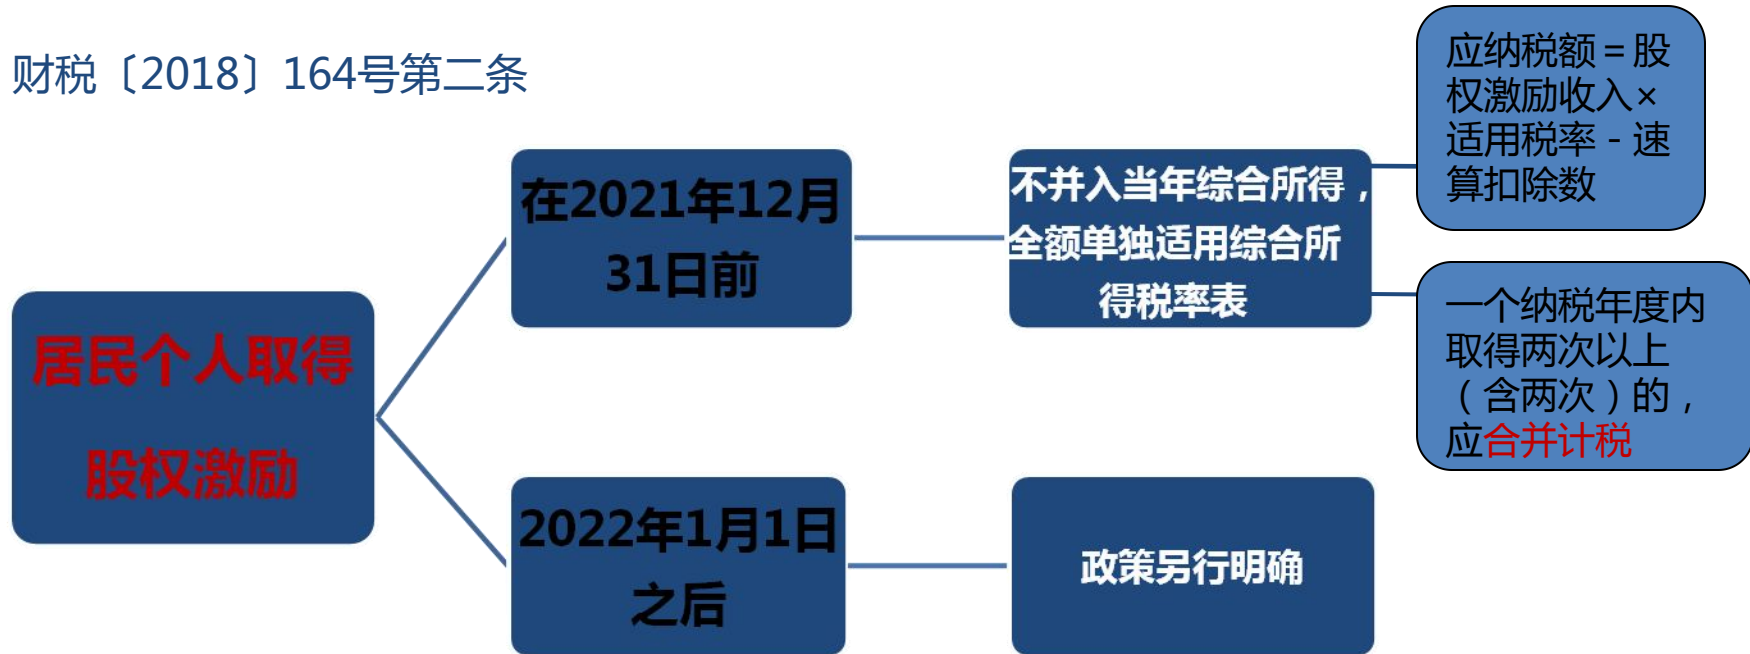 财税〔2018〕164号第二条
居民个人取得
股权激励
在2021年12月
31日前
不并入当年综合所得，
全额单独适用综合所
得税率表
应纳税额＝股
权激励收入×
适用税率－速
算扣除数
一个纳税年度内
取得两次以上
（含两次）的，
应合并计税
2022年1月1日
之后
政策另行明确